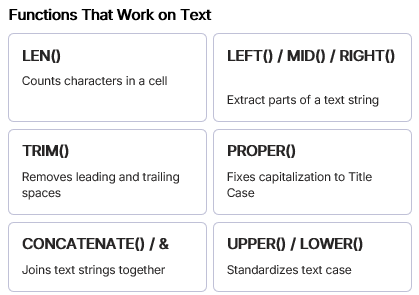 Functions That Work on Text
LEN()
Counts characters in a cell
LEFT() / MID() / RIGHT()
Extract parts of a text string
TRIM()
Removes leading and trailing
spaces
PROPER()
Fixes capitalization to Title
Case
CONCATENATE() / &
Joins text strings together
UPPER() / LOWER()
Standardizes text case